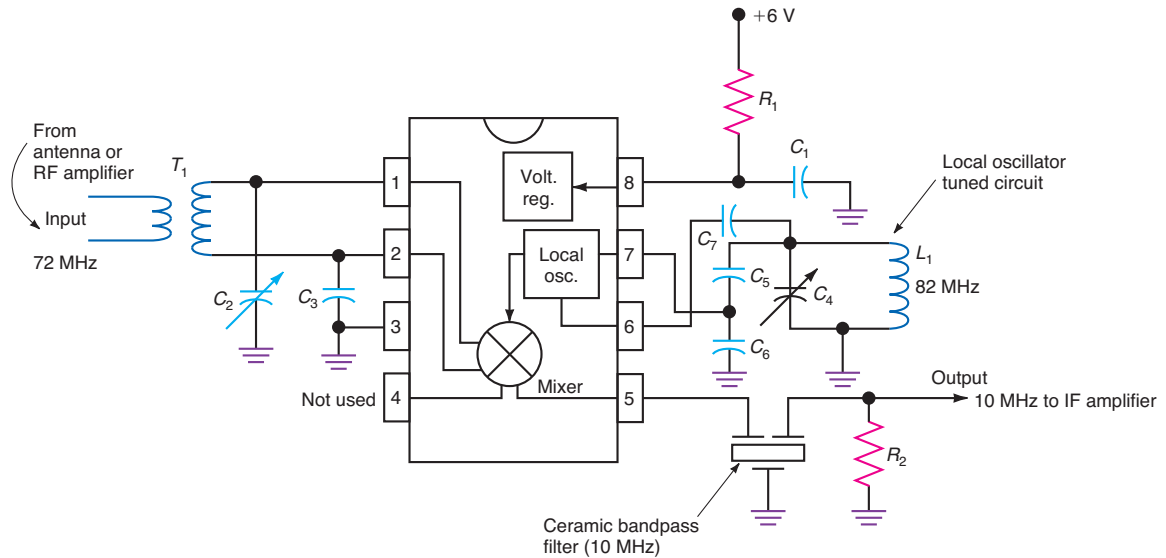 +6 V
R1
From
antenna or
RF amplifier
T1
Input
72 MHz
C2
C3
1
2
3
Not used 4
Volt.
reg.
Local
osc.
Mixer
8
7
6
5
C1
C7
C5
C6
C4
Local oscillator
tuned circuit
L1
82 MHz
Output
10 MHz to IF amplifier
R2
Ceramic bandpass
filter (10 MHz)